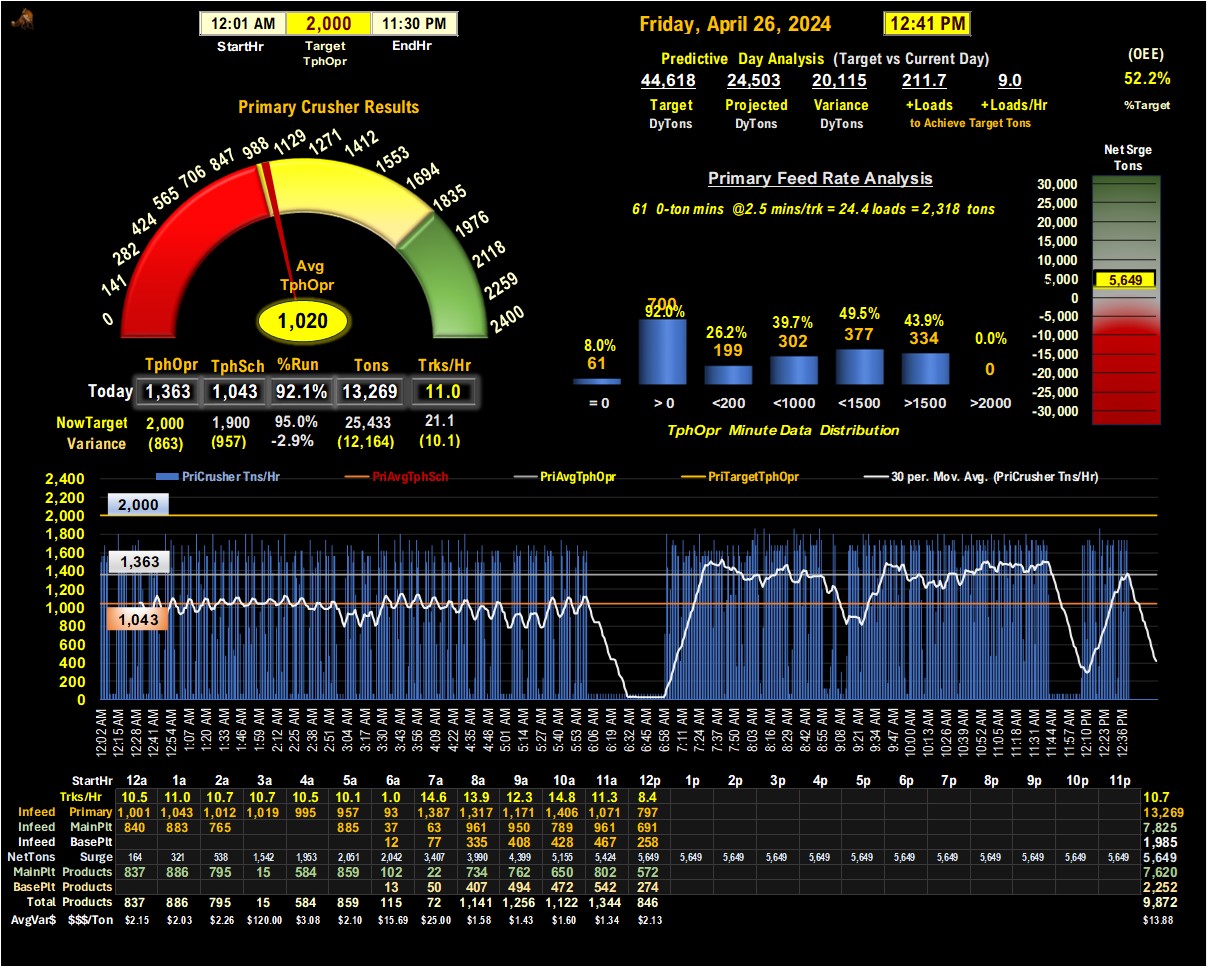 12:01 AM 2,000 11:30 PM
StartHr Target EndHr
TphOpr
Friday, April 26, 2024 12:41 PM
Predictive Day Analysis (Target vs Current Day)
44,618 24,503 20,115 211.7 9.0
Target Projected Variance +Loads +Loads/Hr
DyTons DyTons DyTons to Achieve Target Tons
(OEE)
52.2%
%Target
Primary Crusher Results
0 141 282 424 565 706 847 988 1129 1271 1412 1553 1694 1835 1976 2118 2259 2400
Avg
TphOpr
1,020
TphOpr TphSch %Run Tons Trks/Hr
Today 1,363 1,043 92.1% 13,269 11.0
NowTarget 2,000 1,900 95.0% 25,433 21.1
Variance (863) (957) -2.9% (12,164) (10.1)
Primary Feed Rate Analysis
61 0-ton mins @2.5 mins/trk = 24.4 loads = 2,318 tons
8.0% 92.0% 26.2% 39.7% 49.5% 43.9% 0.0%
61 700 199 302 377 334 0
= 0 > 0 <200 <1000 <1500 >1500 >2000
TphOpr Minute Data Distribution
Net Srge
Tons
30,000
25,000
20,000
15,000
10,000
5,000
0
-5,000
-10,000
-15,000
-20,000
-25,000
-30,000
5,649
PriCrusher Tns/Hr PriAvgTphSch PriAvgTphOpr PriTargetTphOpr 30 per. Mov. Avg. (PriCrusher Tns/Hr)
2,400
2,200
2,000
1,800
1,600
1,400
1,200
1,000
800
600
400
200
0
2,000
1,363
1,043
12:02 AM 12:15 AM 12:28 AM 12:41 AM 12:54 AM 1:07 AM 1:20 AM 1:33 AM 1:46 AM 1:59 AM 2:12 AM 2:25 AM 2:38 AM 2:51 AM 3:04 AM 3:17 AM 3:30 AM 3:43 AM 3:56 AM 4:09 AM 4:22 AM 4:35 AM 4:48 AM 5:01 AM 5:14 AM 5:27 AM 5:40 AM 5:53 AM 6:06 AM 6:19 AM 6:32 AM 6:45 AM 6:58 AM 7:11 AM 7:24 AM 7:37 AM 7:50 AM 8:03 AM 8:16 AM 8:29 AM 8:42 AM 8:55 AM 9:08 AM 9:21 AM 9:34 AM 9:47 AM 10:00 AM 10:13 AM 10:26 AM 10:39 AM 10:52 AM 11:05 AM 11:18 AM 11:31 AM 11:44 AM 11:57 AM 12:10 PM 12:23 PM 12:36 PM
StartHr 12a 1a 2a 3a 4a 5a 6a 7a 8a 9a 10a 11a 12p 1p 2p 3p 4p 5p 6p 7p 8p 9p 10p 11p
Trks/Hr 10.5 11.0 10.7 10.7 10.5 10.1 1.0 14.6 13.9 12.3 14.8 11.3 8.4 10.7
Infeed Primary 1,001 1,043 1,012 1,019 995 957 93 1,387 1,317 1,171 1,406 1,071 797 13,269
Infeed MainPlt 840 883 765 885 37 63 961 950 789 961 691 7,825
Infeed BasePlt 12 77 335 408 428 467 258 1,985
NetTons Surge 164 321 538 1,542 1,953 2,051 2,042 3,407 3,990 4,399 5,155 5,424 5,649 5,649 5,649 5,649 5,649 5,649 5,649 5,649 5,649 5,649 5,649 5,649 5,649
MainPlt Products 837 886 795 15 584 859 102 22 734 762 650 802 572 7,620
BasePlt Products 13 50 407 494 472 542 274 2,252
Total Products 837 886 795 15 584 859 115 72 1,141 1,256 1,122 1,344 846 9,872
AvgVar$ $$$/Ton $2.15 $2.03 $2.26 $120.00 $3.08 $2.10 $15.69 $25.00 $1.58 $1.43 $1.60 $1.34 $2.13 $13.88